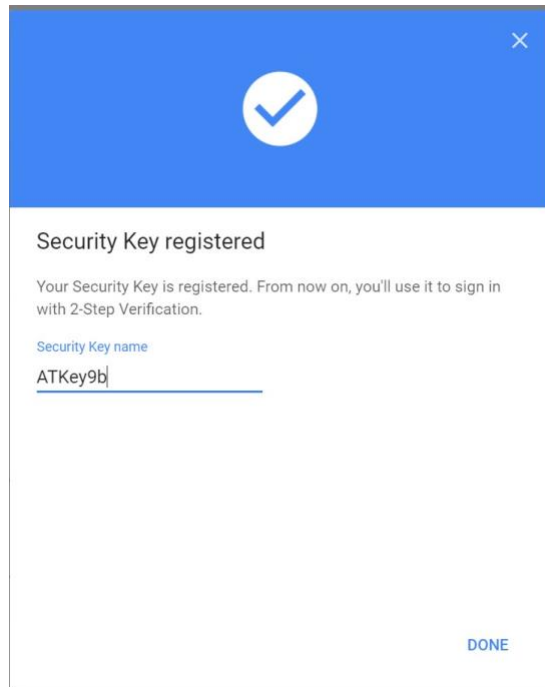 Security Key registered
Your Security Key is registered. From now on, you'll use it to sign in
with 2-Step Verification.
Security Key name
ATKey9b
DONE